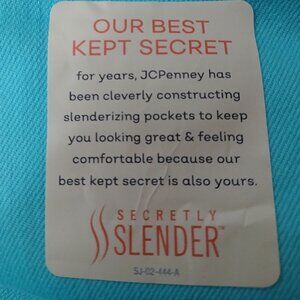 OUR BEST
KEPT SECRET
for years, JCPenney has
been cleverly constructing
slenderizing pockets to keep
you looking great & feeling
comfortable because our
best kept secret is also yours.
SECRETLY
SLENDER™
SJ-02-444-A